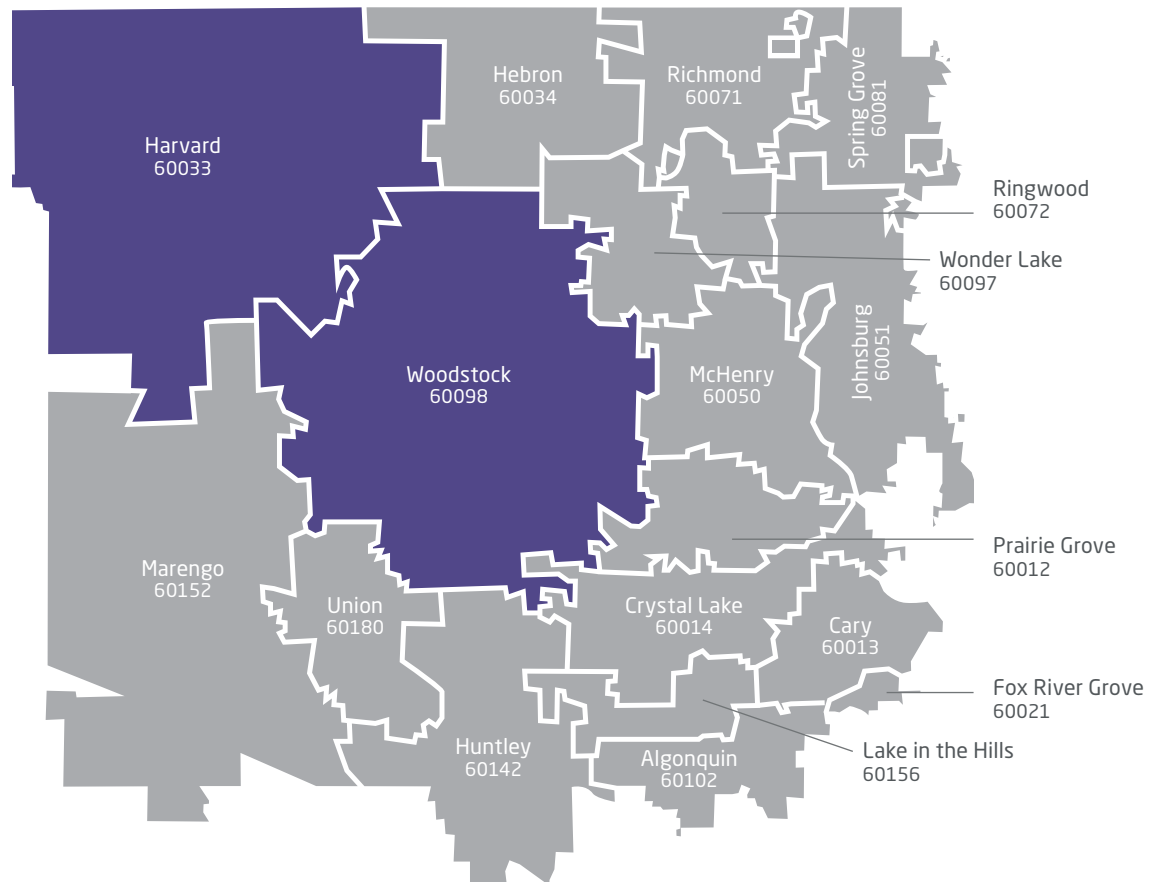 Hebron
60034
Richmond
60071
Spring Grove
60081
Harvard
60033
Ringwood
60072
Wonder Lake
60097
Johnsburg
60051
Woodstock
60098
McHenry
60050
Prairie Grove
60012
Marengo
60152
Union
60180
Crystal Lake
60014
Cary
60013
Fox River Grove
60021
Huntley
60142
Algonquin
60102
Lake in the Hills
60156